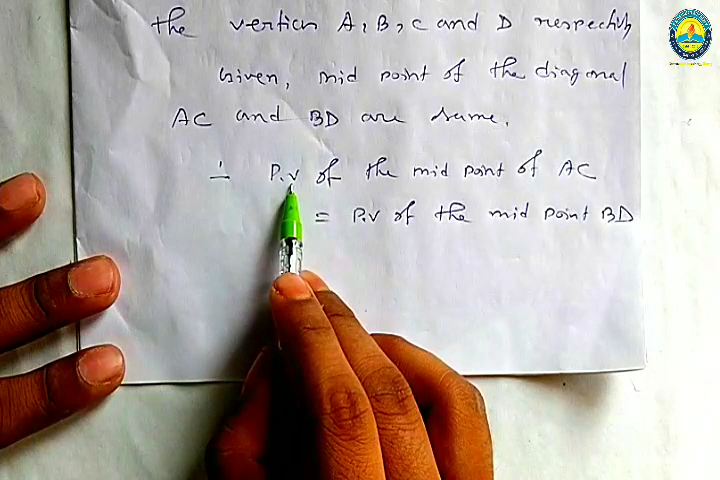 the vertices A, B, C and D respectively
Given, mid point of the diagonal
AC and BD are same.
∴ P.V of the mid point of AC
= P.V of the mid point BD